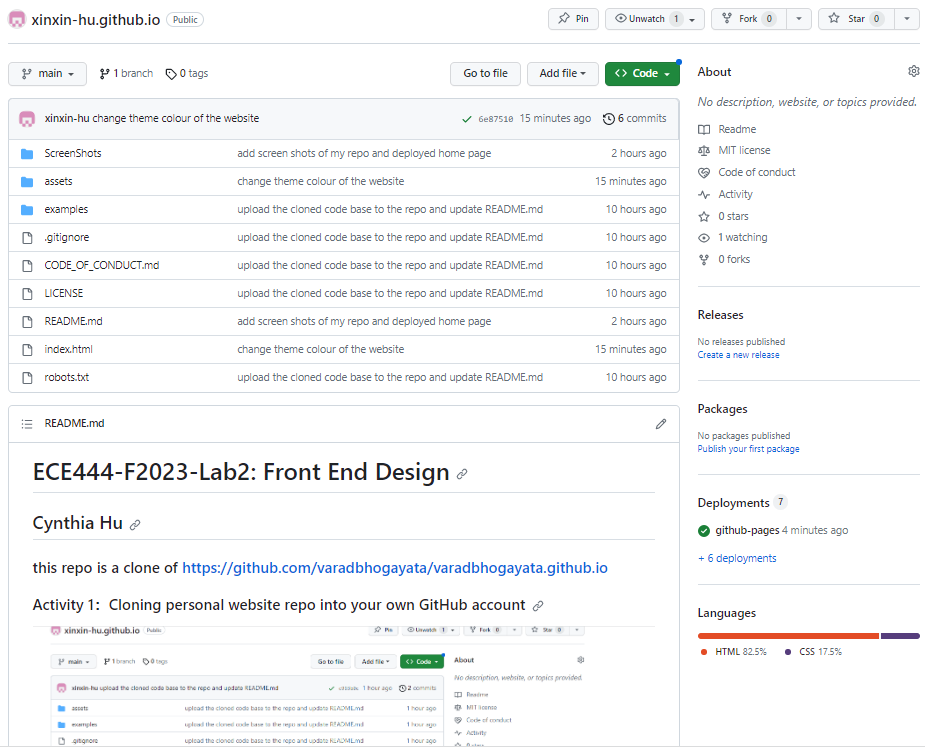 xinxin-hu.github.io Public
Pin Unwatch 1 Fork 0 Star 0
main 1 branch 0 tags
Go to file Add file Code
xinxin-hu change theme colour of the website 6e87510 15 minutes ago 6 commits
ScreenShots add screen shots of my repo and deployed home page 2 hours ago
assets change theme colour of the website 15 minutes ago
examples upload the cloned code base to the repo and update README.md 10 hours ago
.gitignore upload the cloned code base to the repo and update README.md 10 hours ago
CODE_OF_CONDUCT.md upload the cloned code base to the repo and update README.md 10 hours ago
LICENSE upload the cloned code base to the repo and update README.md 10 hours ago
README.md add screen shots of my repo and deployed home page 2 hours ago
index.html change theme colour of the website 15 minutes ago
robots.txt upload the cloned code base to the repo and update README.md 10 hours ago
README.md
ECE444-F2023-Lab2: Front End Design
Cynthia Hu
this repo is a clone of https://github.com/varadbhogayata/varadbhogayata.github.io
Activity 1: Cloning personal website repo into your own GitHub account
xinxin-hu.github.io Public
Pin Unwatch 1 Fork 0 Star 0
main 1 branch 0 tags
Go to file Add file Code
xinxin-hu upload the cloned code base to the repo and update README.md 1 hour ago 2 commits
assets upload the cloned code base to the repo and update README.md 1 hour ago
examples upload the cloned code base to the repo and update README.md 1 hour ago
.gitignore upload the cloned code base to the repo and update README.md 1 hour ago
About
No description, website, or topics provided.
Readme
MIT license
Code of conduct
Activity
About
No description, website, or topics provided.
Readme
MIT license
Code of conduct
Activity
0 stars
1 watching
0 forks
Releases
No releases published
Create a new release
Packages
No packages published
Publish your first package
Deployments 7
github-pages 4 minutes ago
+ 6 deployments
Languages
HTML 82.5% CSS 17.5%